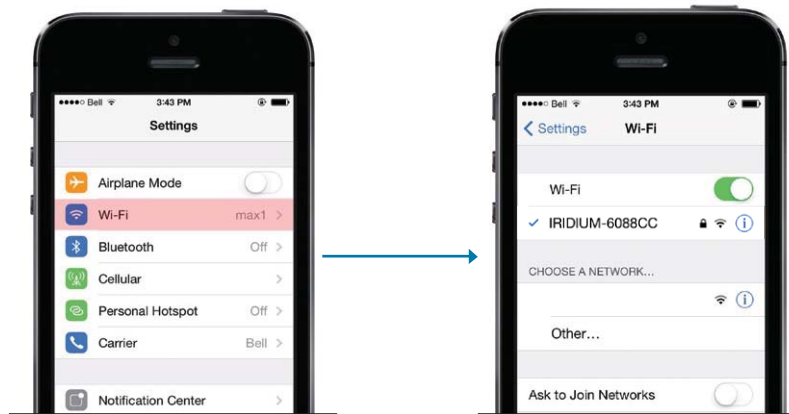 Bell 3:43 PM
Settings
Airplane Mode
Wi-Fi max1
Bluetooth Off
Cellular
Personal Hotspot Off
Carrier Bell
Notification Center
Bell 3:43 PM
Settings Wi-Fi
Wi-Fi
IRIDIUM-6088CC
CHOOSE A NETWORK...
Other...
Ask to Join Networks